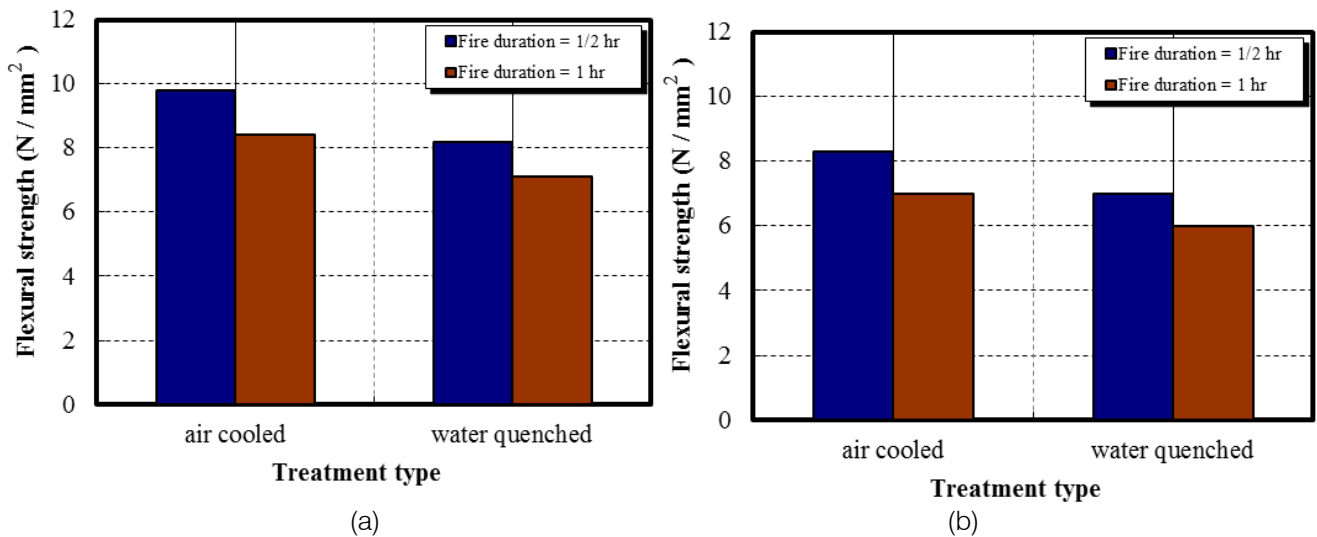 Flexural strength (N / mm² )
12
10
8
6
4
2
0
Fire duration = 1/2 hr
Fire duration = 1 hr
air cooled
water quenched
Treatment type
(a)
Flexural strength (N / mm² )
12
10
8
6
4
2
0
Fire duration = 1/2 hr
Fire duration = 1 hr
air cooled
water quenched
Treatment type
(b)